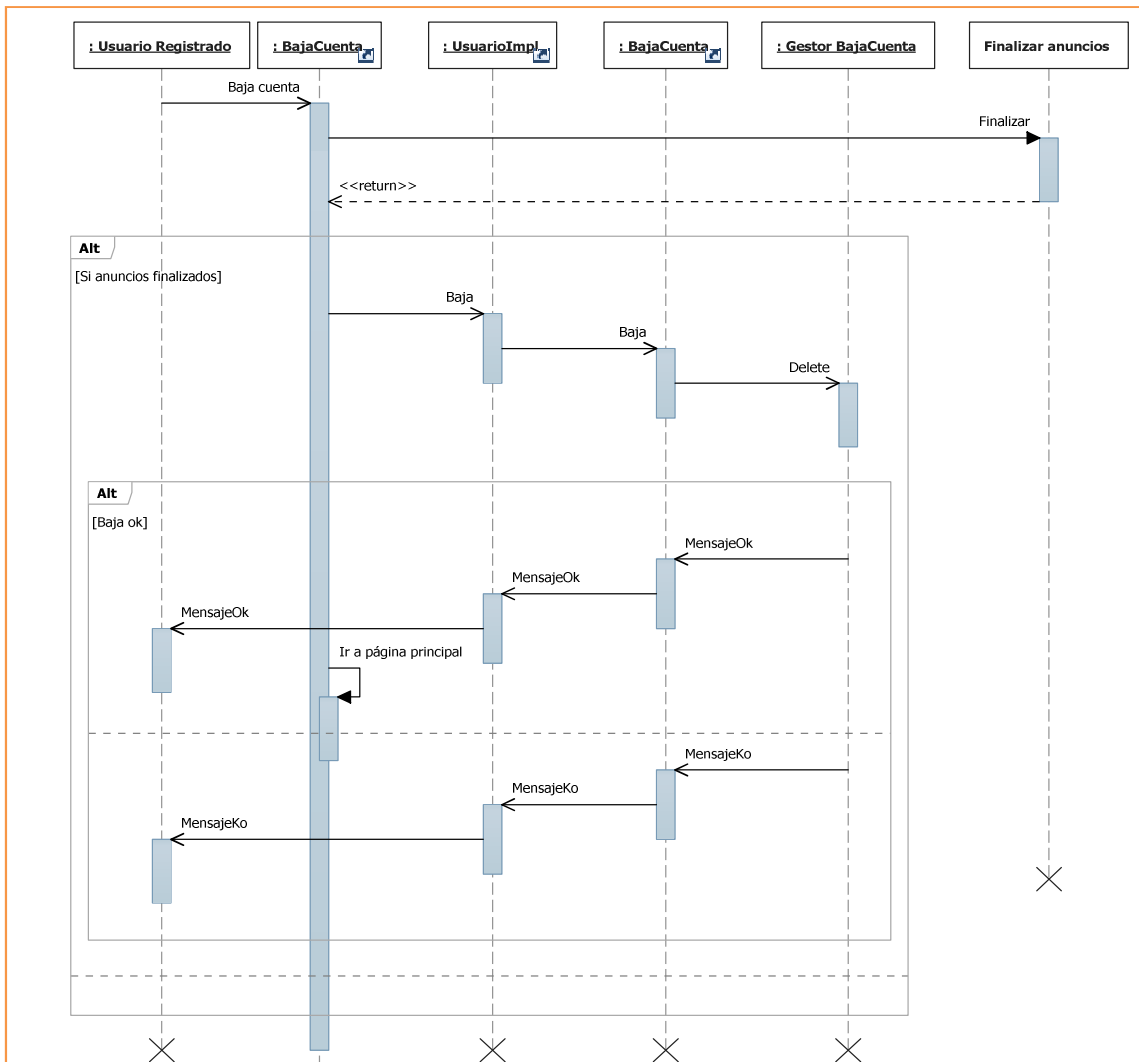 : Usuario Registrado
: BajaCuenta
: UsuarioImpl
: BajaCuenta
: Gestor BajaCuenta
Finalizar anuncios
Baja cuenta
Finalizar
<<return>>
Alt
[Si anuncios finalizados]
Baja
Baja
Delete
Alt
[Baja ok]
MensajeOk
MensajeOk
MensajeOk
Ir a página principal
MensajeKo
MensajeKo
MensajeKo